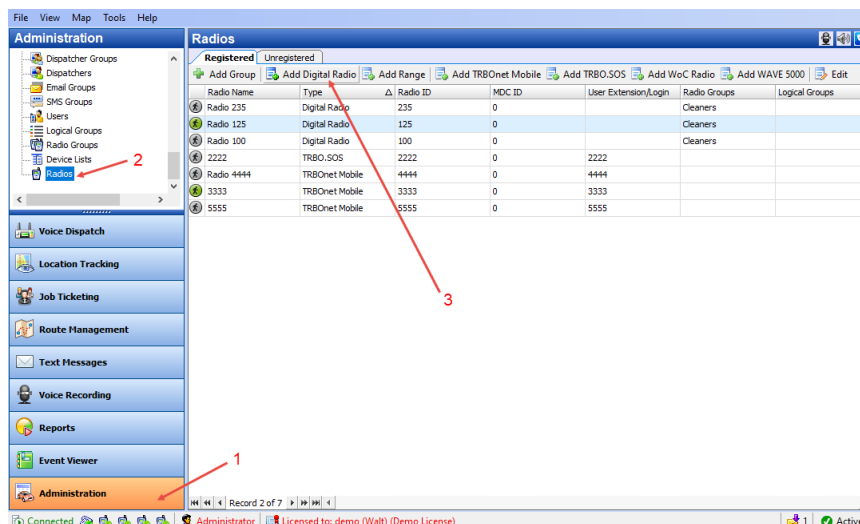 File View Map Tools Help
Administration
Dispatcher Groups
Dispatchers
Email Groups
SMS Groups
Users
Logical Groups
Radio Groups
Device Lists
Radios
2
Voice Dispatch
Location Tracking
Job Ticketing
Route Management
Text Messages
Voice Recording
Reports
Event Viewer
Administration
1
Radios
Registered Unregistered
Add Group Add Digital Radio Add Range Add TRBOnet Mobile Add TRBO.SOS Add WoC Radio Add WAVE 5000 Edit
Radio Name Type Radio ID MDC ID User Extension/Login Radio Groups Logical Groups
Radio 235 Digital Radio 235 0 Cleaners
Radio 125 Digital Radio 125 0 Cleaners
Radio 100 Digital Radio 100 0 Cleaners
2222 TRBO.SOS 2222 0 2222
Radio 4444 TRBOnet Mobile 4444 0 4444
3333 TRBOnet Mobile 3333 0 3333
5555 TRBOnet Mobile 5555 0 5555
3
Record 2 of 7
Connected Administrator Licensed to: demo (Walt) (Demo License) 1 Active